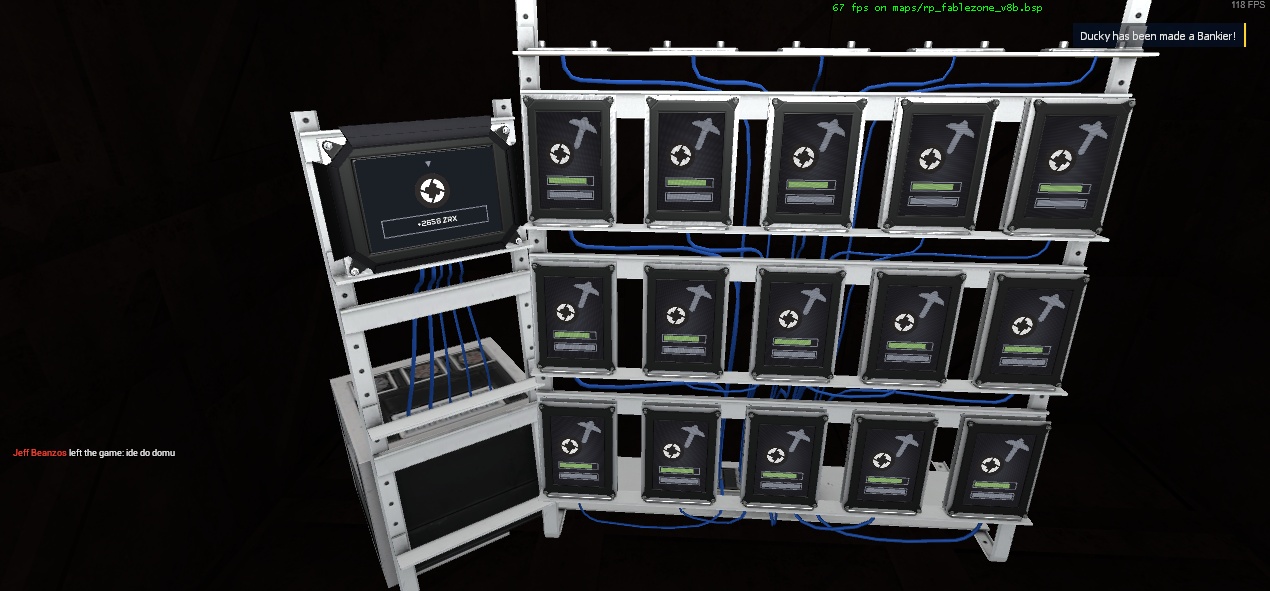 67 fps on maps/rp_fablezone_v8b.bsp
118 FPS
Ducky has been made a Bankier!
+2656 ZRX
Jeff Beanzos left the game: ide do domu